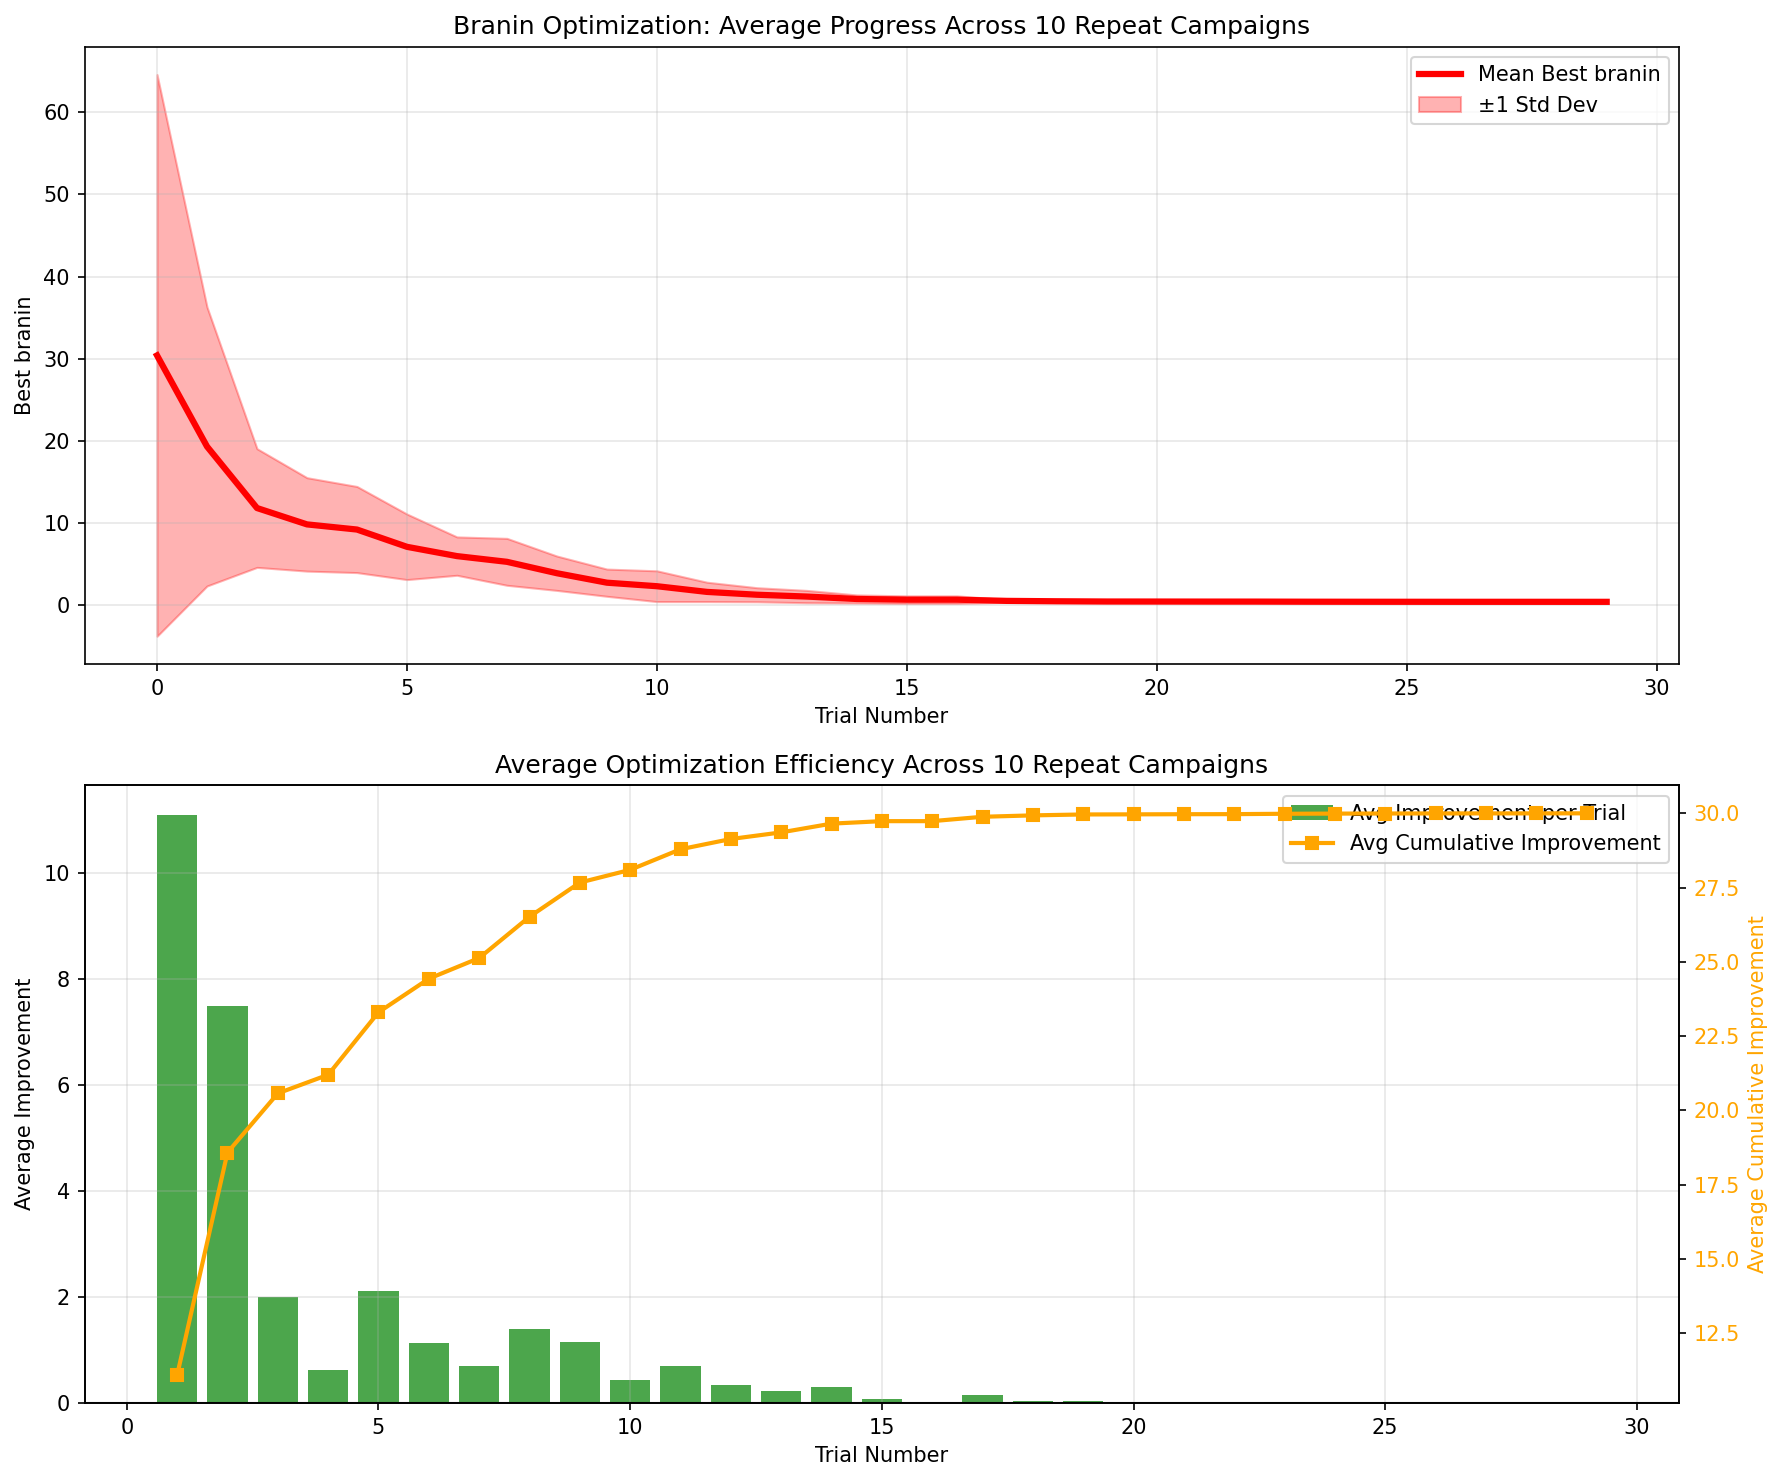 Branin Optimization: Average Progress Across 10 Repeat Campaigns
Mean Best branin
±1 Std Dev
Best branin
60
50
40
30
20
10
0
0 5 10 15 20 25 30
Trial Number
Average Optimization Efficiency Across 10 Repeat Campaigns
Avg Improvement per Trial
Avg Cumulative Improvement
Average Improvement
10
8
6
4
2
0
30.0
27.5
25.0
22.5
20.0
17.5
15.0
12.5
Average Cumulative Improvement
0 5 10 15 20 25 30
Trial Number